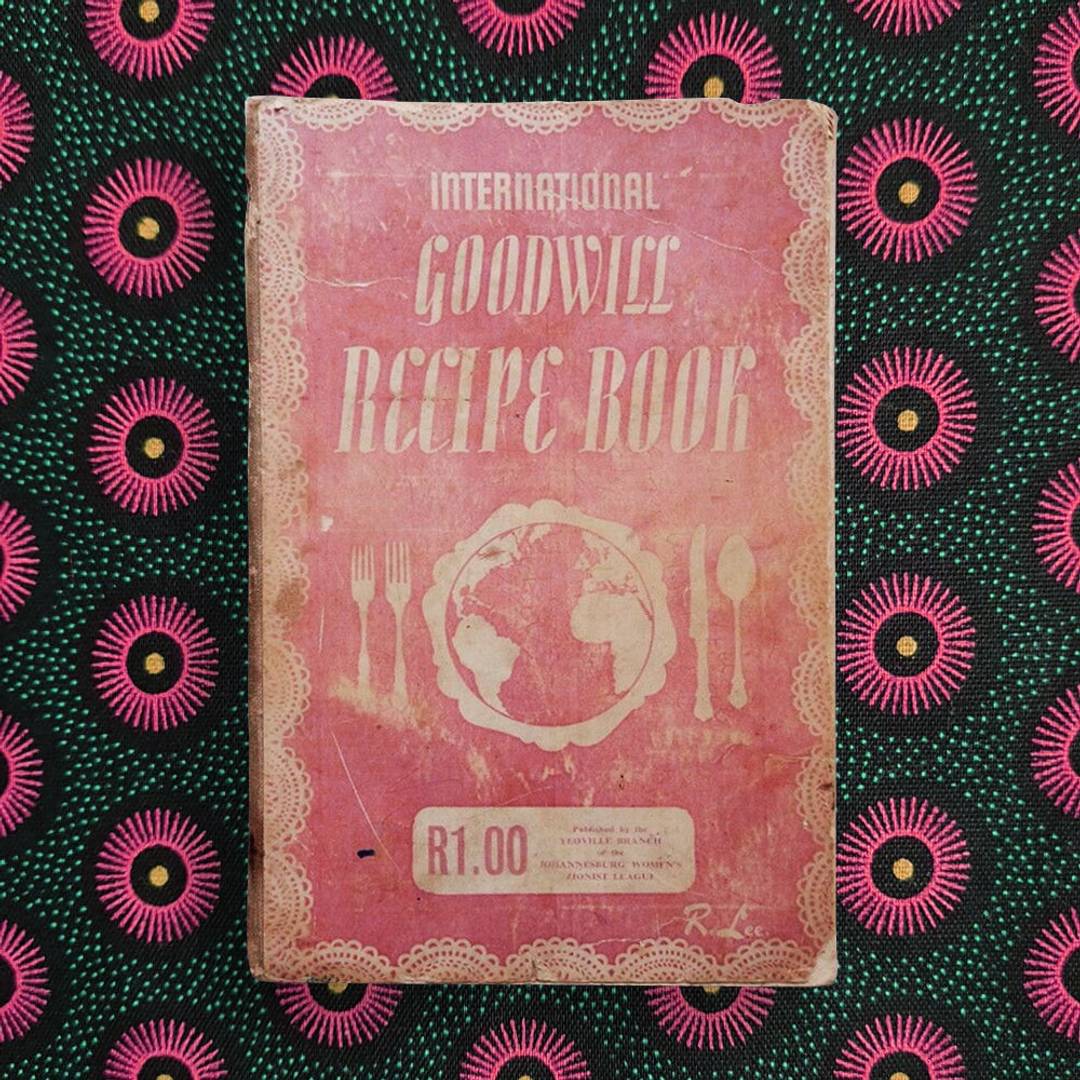 INTERNATIONAL
GOODWILL
RECIPE BOOK
R1.00
Published by the
YEOVILLE BRANCH
of the
JOHANNESBURG WOMEN'S
ZIONIST LEAGUE
R. Lee.